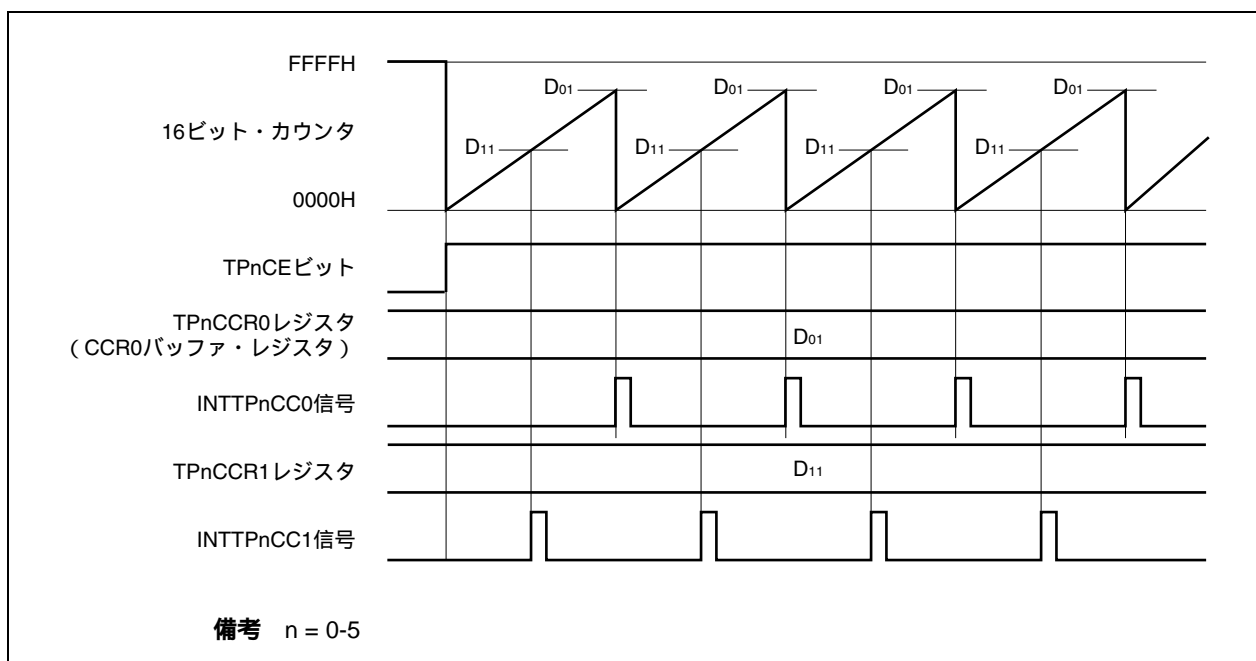 FFFFH
D01 D01 D01 D01
16ビット・カウンタ
D11 D11 D11 D11
0000H
TPnCEビット
TPnCCR0レジスタ
（CCR0バッファ・レジスタ）
D01
INTTPnCC0信号
TPnCCR1レジスタ
D11
INTTPnCC1信号
備考 n = 0-5